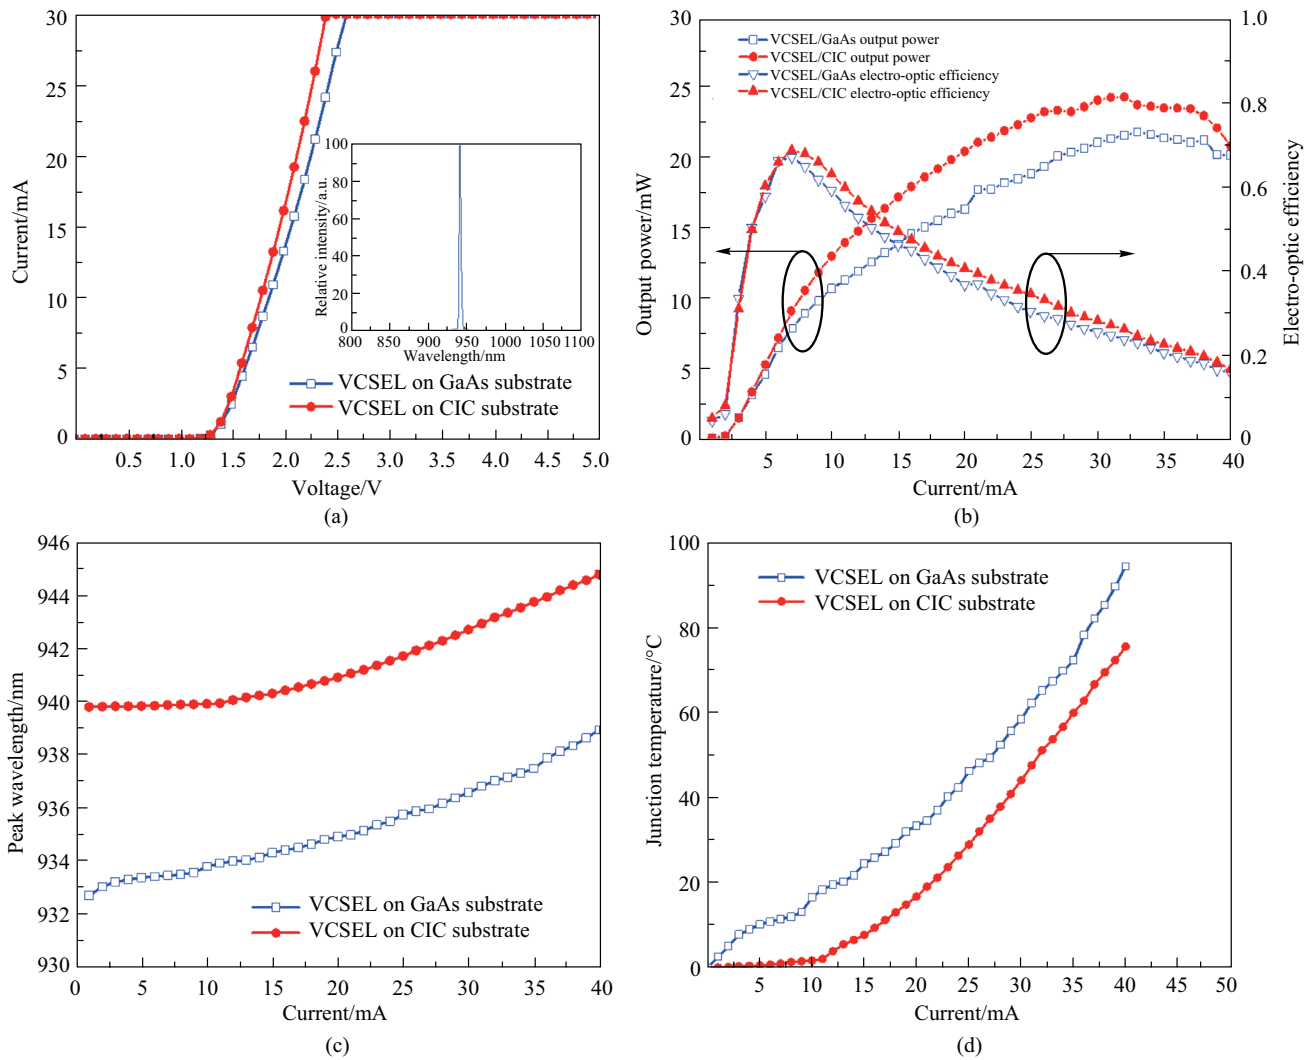 30
25
20
15
10
5
0
Current/mA
0.5 1.0 1.5 2.0 2.5 3.0 3.5 4.0 4.5 5.0
Voltage/V
(a)
100
80
60
40
20
0
Relative intensity/a.u.
800 850 900 950 1000 1050 1100
Wavelength/nm
VCSEL on GaAs substrate
VCSEL on CIC substrate
30
25
20
15
10
5
0
Output power/mW
VCSEL/GaAs output power
VCSEL/CIC output power
VCSEL/GaAs electro-optic efficiency
VCSEL/CIC electro-optic efficiency
1.0
0.8
0.6
0.4
0.2
0
Electro-optic efficiency
5 10 15 20 25 30 35 40
Current/mA
(b)
946
944
942
940
938
936
934
932
930
Peak wavelength/nm
VCSEL on GaAs substrate
VCSEL on CIC substrate
0 5 10 15 20 25 30 35 40
Current/mA
(c)
100
80
60
40
20
0
Junction temperature/°C
VCSEL on GaAs substrate
VCSEL on CIC substrate
5 10 15 20 25 30 35 40 45 50
Current/mA
(d)